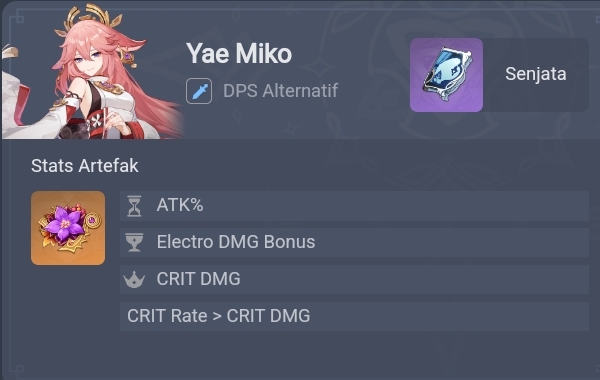 Yae Miko
DPS Alternatif
Senjata
Stats Artefak
ATK%
Electro DMG Bonus
CRIT DMG
CRIT Rate > CRIT DMG